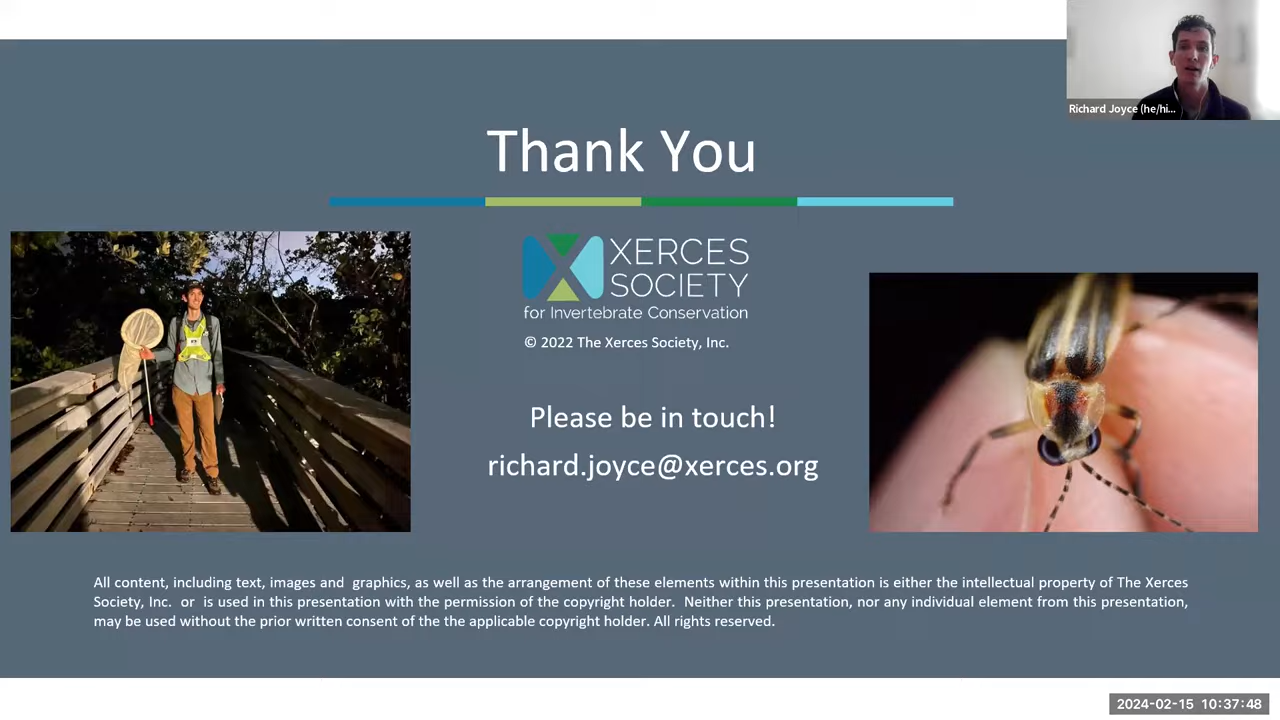 Richard Joyce (he/hi...
Thank You
XERCES
SOCIETY
for Invertebrate Conservation
© 2022 The Xerces Society, Inc.
Please be in touch!
richard.joyce@xerces.org
All content, including text, images and  graphics, as well as the arrangement of these elements within this presentation is either the intellectual property of The Xerces
Society, Inc.  or  is used in this presentation with the permission of the copyright holder.  Neither this presentation, nor any individual element from this presentation,
may be used without the prior written consent of the the applicable copyright holder. All rights reserved.
2024-02-15  10:37:48